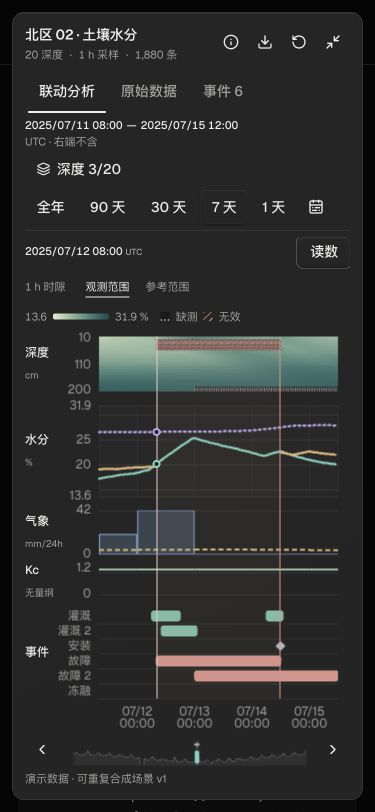 北区 02 · 土壤水分
20 深度 · 1 h 采样 · 1,880 条
联动分析 原始数据 事件 6
2025/07/11 08:00 — 2025/07/15 12:00
UTC · 右端不含
深度 3/20
全年 90 天 30 天 7 天 1 天
2025/07/12 08:00 UTC 读数
1 h 时隙 观测范围 参考范围
13.6 31.9 % 缺测 无效
10
深度
110
cm
200
31.9
25
水分
%
20
13.6
42
气象
mm/24h
0
Kc 1.2
无量纲 0
灌溉
灌溉 2
安装
事件
故障
故障 2
冻融
07/12 07/13 07/14 07/15
00:00 00:00 00:00 00:00
演示数据 · 可重复合成场景 v1